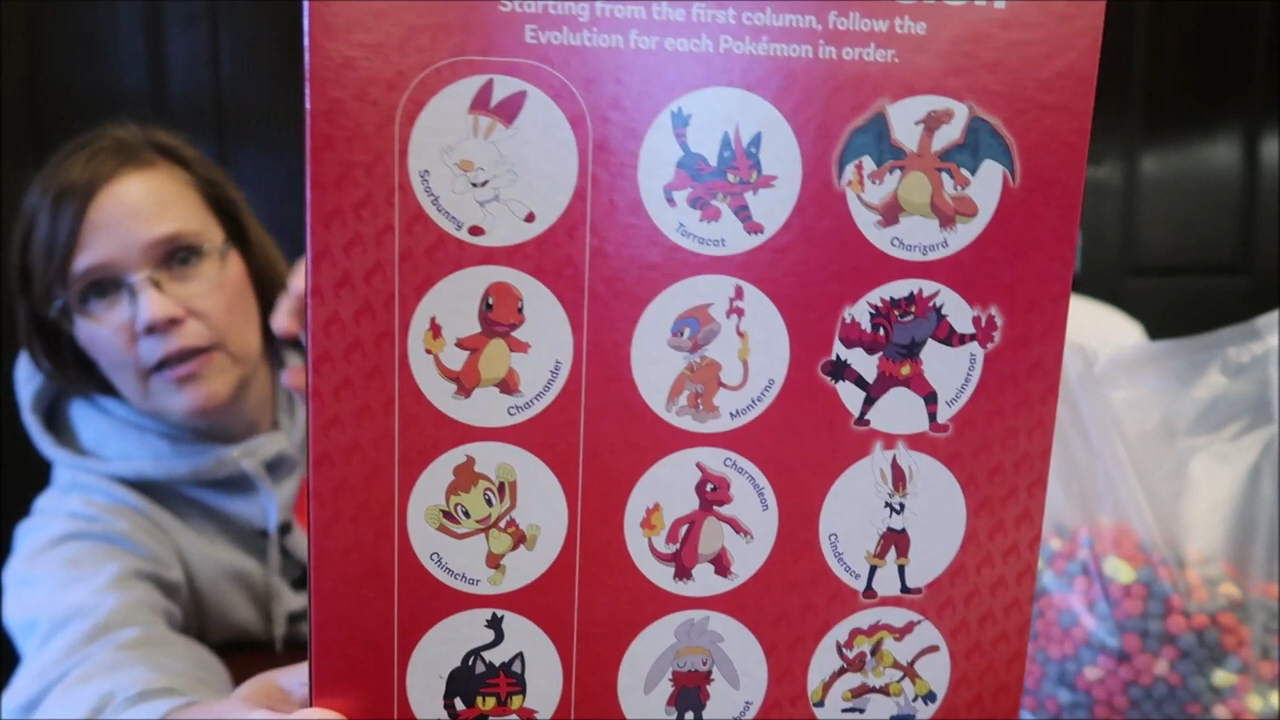 Starting from the first column, follow the
Evolution for each Pokémon in order.
Scorbunny
Torracat
Charizard
Charmander
Monferno
Incineroar
Chimchar
Charmeleon
Cinderace